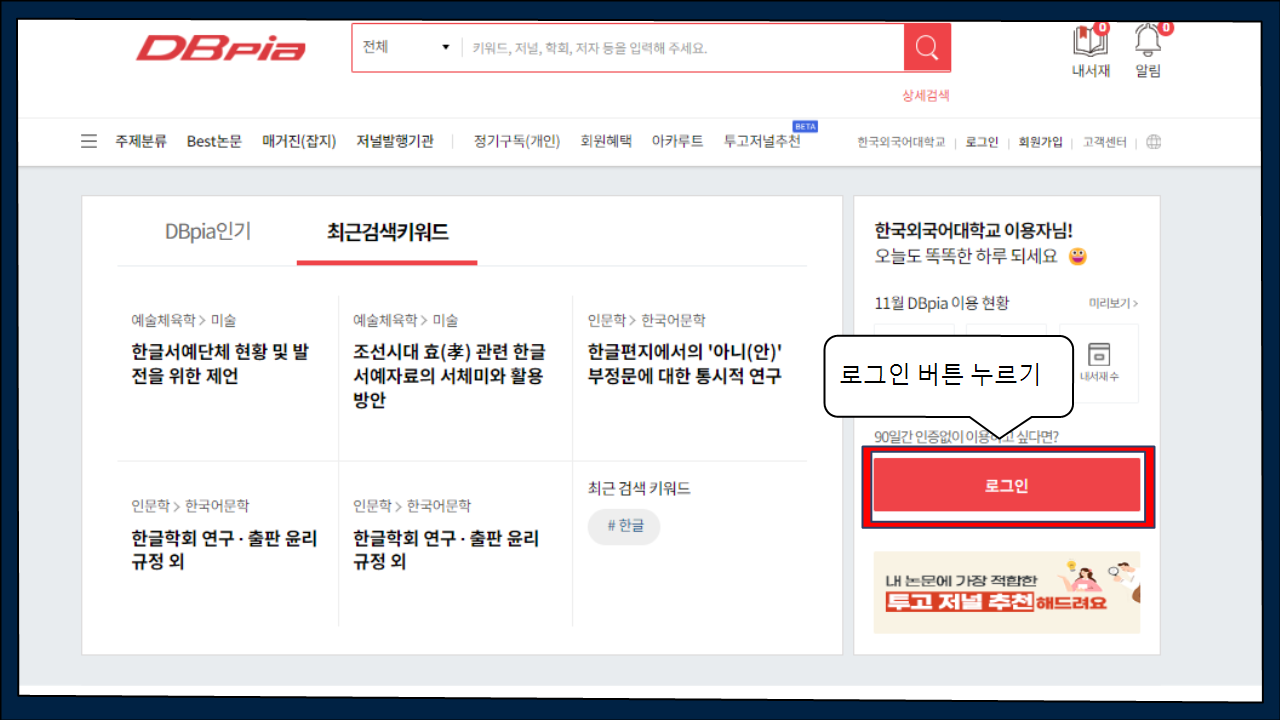 DBpia
전체
키워드, 저널, 학회, 저자 등을 입력해 주세요.
0
0
내서재
알림
상세검색
주제분류
Best논문
매거진(잡지)
저널발행기관
정기구독(개인)
회원혜택
아카루트
투고저널추천
BETA
한국외국어대학교
로그인
회원가입
고객센터
DBpia인기
최근검색키워드
예술체육학 > 미술
한글서예단체 현황 및 발
전을 위한 제언
예술체육학 > 미술
조선시대 효(孝) 관련 한글
서예자료의 서체미와 활용
방안
인문학 > 한국어문학
한글편지에서의 '아니(안)'
부정문에 대한 통시적 연구
인문학 > 한국어문학
한글학회 연구 · 출판 윤리
규정 외
인문학 > 한국어문학
한글학회 연구 · 출판 윤리
규정 외
최근 검색 키워드
# 한글
한국외국어대학교 이용자님!
오늘도 똑똑한 하루 되세요
11월 DBpia 이용 현황
미리보기 >
로그인 버튼 누르기
내서재 수
90일간 인증없이 이용하고 싶다면?
로그인
내 논문에 가장 적합한
투고 저널 추천해드려요